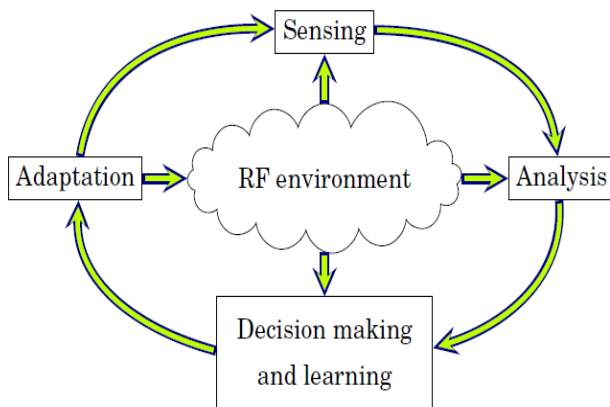 Sensing
Adaptation
RF environment
Analysis
Decision making
and learning